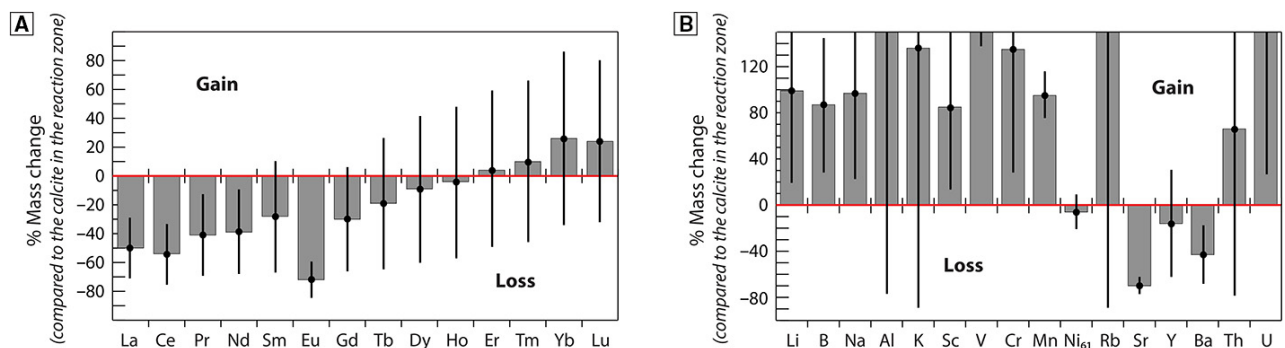 A
% Mass change
(compared to the calcite in the reaction zone)
80
60
40
20
0
−20
−40
−60
−80
Gain
Loss
La Ce Pr Nd Sm Eu Gd Tb Dy Ho Er Tm Yb Lu
B
% Mass change
(compared to the calcite in the reaction zone)
120
80
40
0
−40
−80
Gain
Loss
Li B Na Al K Sc V Cr Mn Ni61 Rb Sr Y Ba Th U